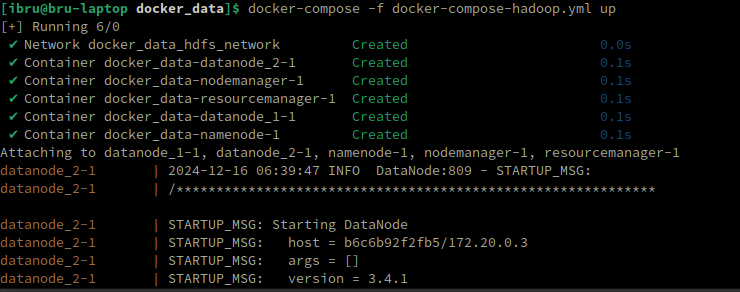 [ibru@bru-laptop docker_data]$ docker-compose -f docker-compose-hadoop.yml up
[+] Running 6/0
✔ Network docker_data_hdfs_network Created 0.0s
✔ Container docker_data-datanode_2-1 Created 0.1s
✔ Container docker_data-nodemanager-1 Created 0.1s
✔ Container docker_data-resourcemanager-1 Created 0.1s
✔ Container docker_data-datanode_1-1 Created 0.1s
✔ Container docker_data-namenode-1 Created 0.1s
Attaching to datanode_1-1, datanode_2-1, namenode-1, nodemanager-1, resourcemanager-1
datanode_2-1 | 2024-12-16 06:39:47 INFO DataNode:809 - STARTUP_MSG:
datanode_2-1 | /************************************************************
datanode_2-1 | STARTUP_MSG: Starting DataNode
datanode_2-1 | STARTUP_MSG: host = b6c6b92f2fb5/172.20.0.3
datanode_2-1 | STARTUP_MSG: args = []
datanode_2-1 | STARTUP_MSG: version = 3.4.1